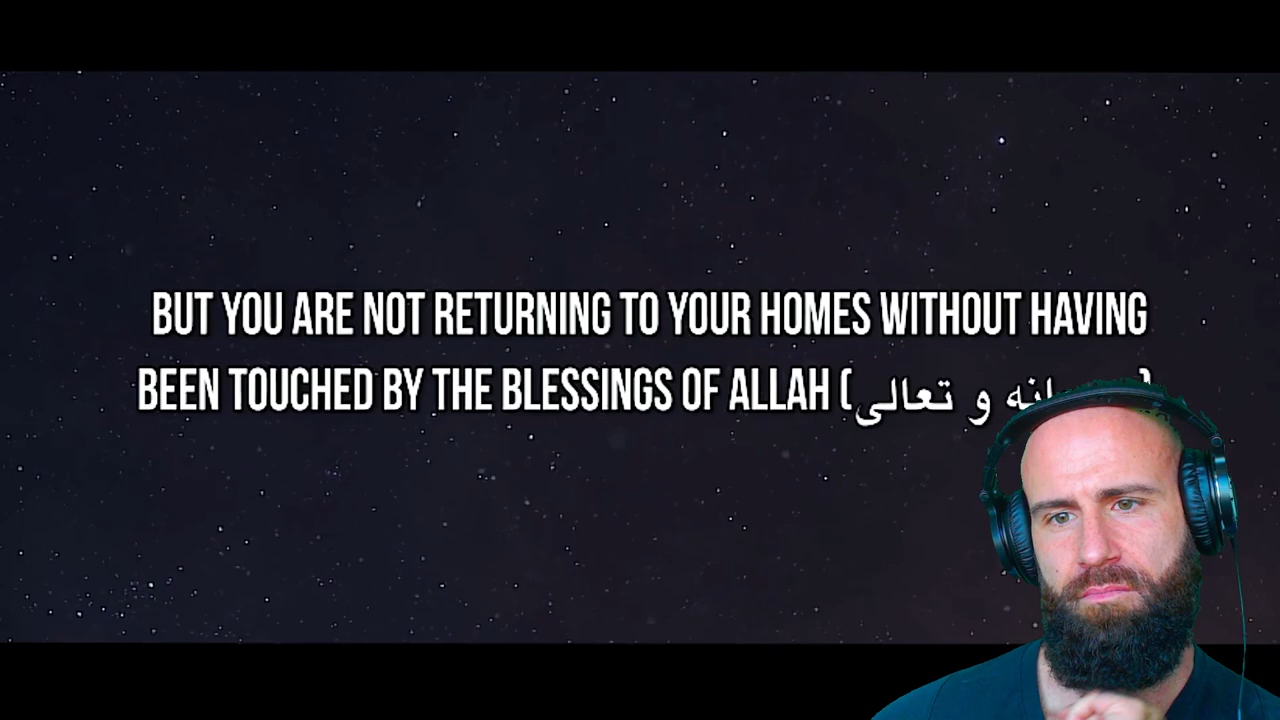 BUT YOU ARE NOT RETURNING TO YOUR HOMES WITHOUT HAVING
BEEN TOUCHED BY THE BLESSINGS OF ALLAH (و تعالى)